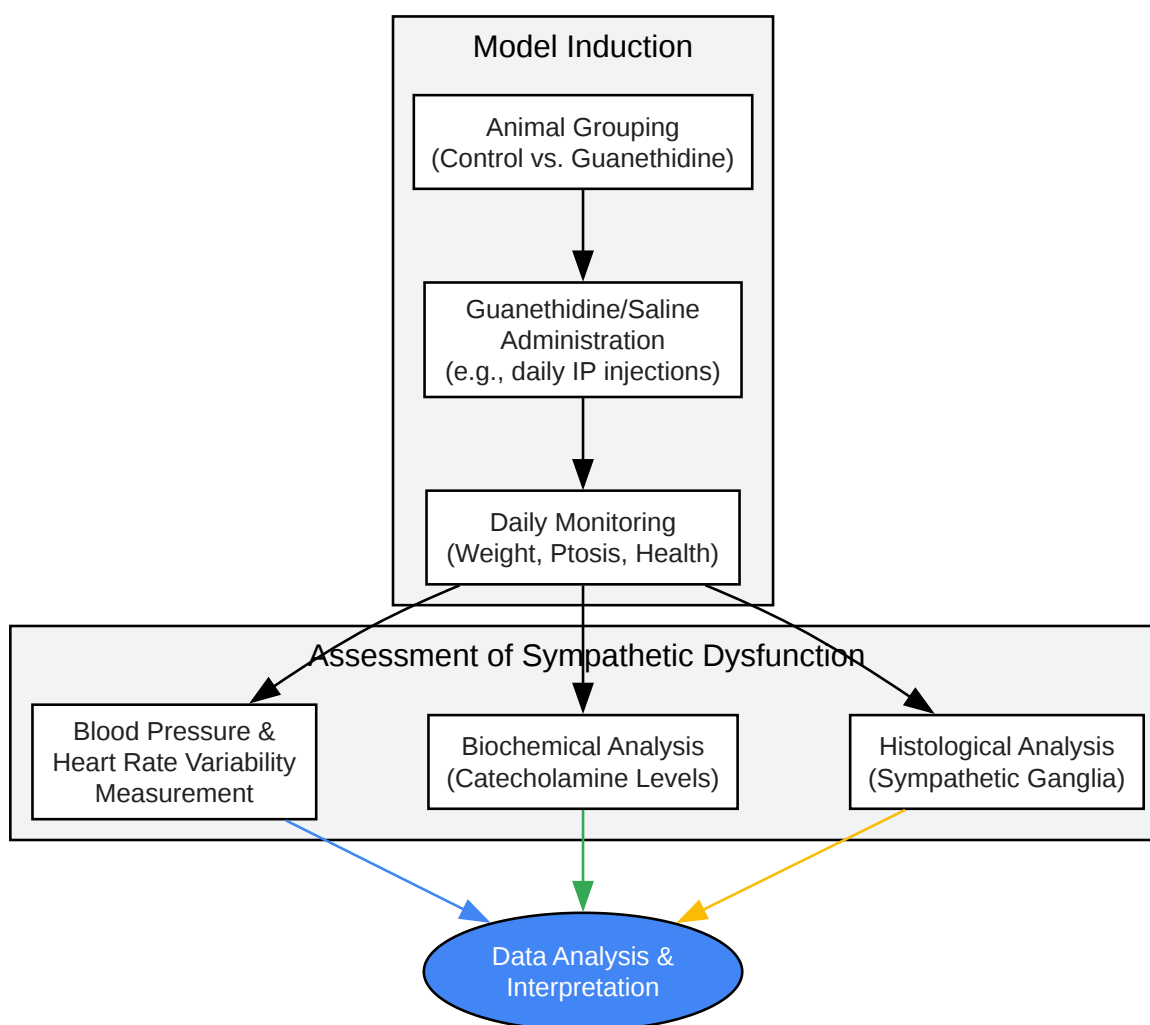 Model Induction
Animal Grouping
(Control vs. Guanethidine)
Guanethidine/Saline
Administration
(e.g., daily IP injections)
Daily Monitoring
(Weight, Ptosis, Health)
Assessment of Sympathetic Dysfunction
Blood Pressure &
Heart Rate Variability
Measurement
Biochemical Analysis
(Catecholamine Levels)
Histological Analysis
(Sympathetic Ganglia)
Data Analysis &
Interpretation